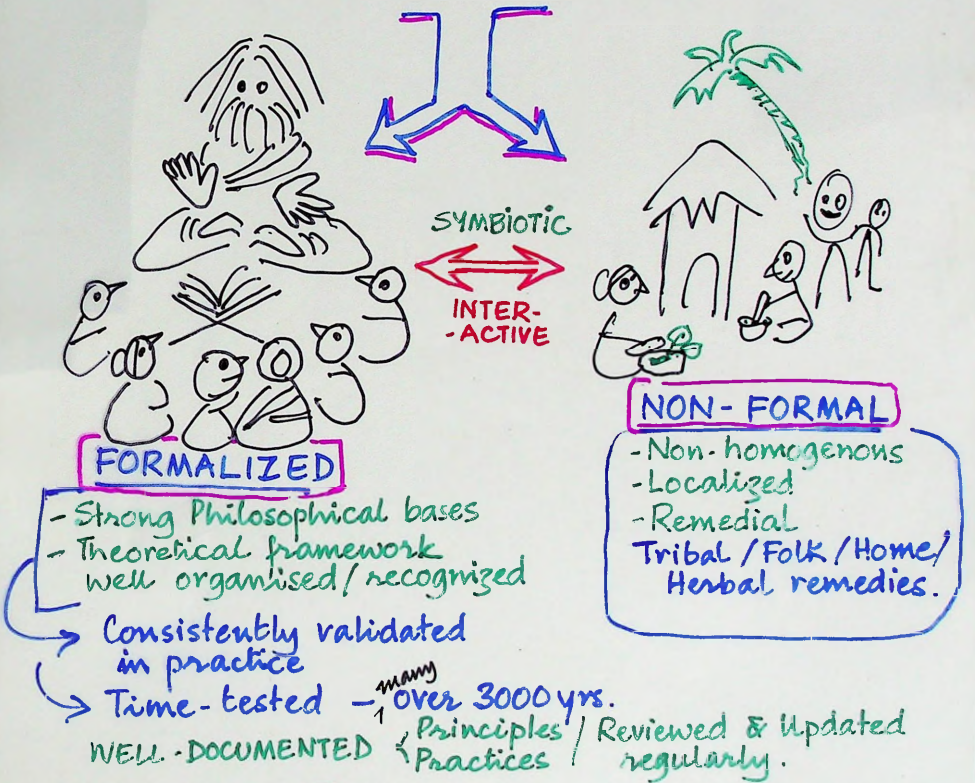 SYMBIOTIC
INTER-
-ACTIVE
FORMALIZED
- Strong Philosophical bases
- Theoretical framework
well organised/recognized
Consistently validated
in practice
Time-tested - many over 3000 yrs.
WELL-DOCUMENTED < Principles / Reviewed & Updated
Practices regularly.
NON-FORMAL
- Non-homogenous
- Localized
- Remedial
Tribal / Folk / Home /
Herbal remedies.